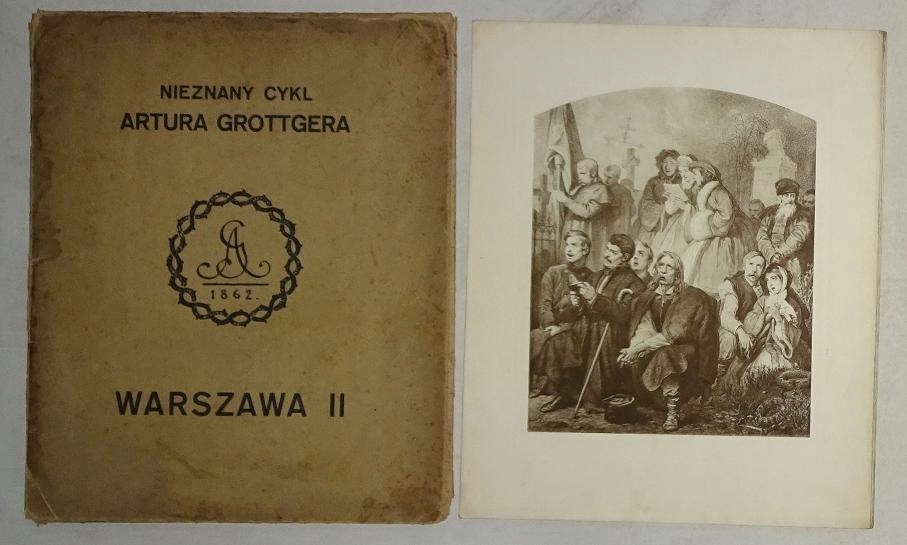 NIEZNANY CYKL
ARTURA GROTTGERA
AG
1862.
WARSZAWA II